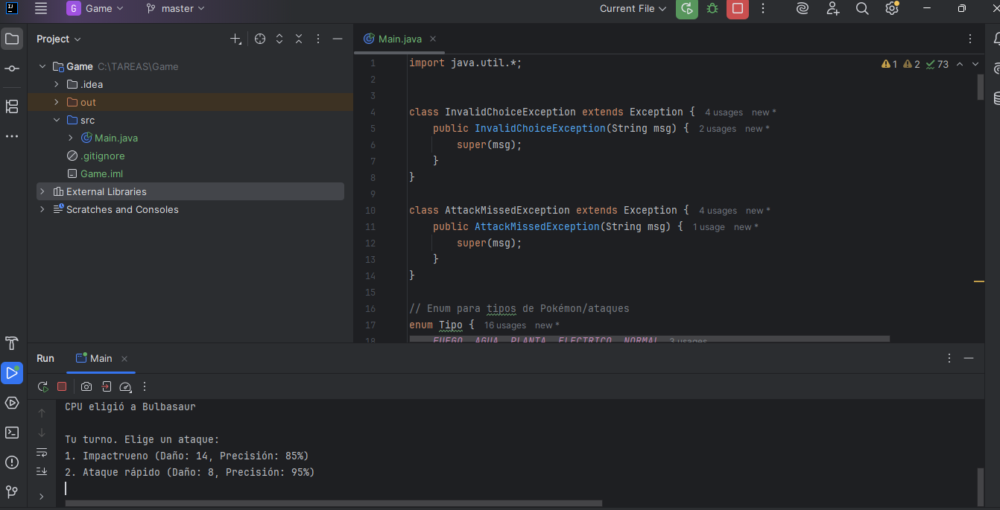 IJ
G Game
master
Current File
Project
Game C:\TAREAS\Game
.idea
out
src
Main.java
.gitignore
Game.iml
External Libraries
Scratches and Consoles
Main.java
1 2 73
1 import java.util.*;
2
3
4 class InvalidChoiceException extends Exception { 4 usages new *
5 public InvalidChoiceException(String msg) { 2 usages new *
6 super(msg);
7 }
8 }
9
10 class AttackMissedException extends Exception { 4 usages new *
11 public AttackMissedException(String msg) { 1 usage new *
12 super(msg);
13 }
14 }
15
16 // Enum para tipos de Pokémon/ataques
17 enum Tipo { 16 usages new *
18 FUEGO, AGUA, PLANTA, ELECTRICO, NORMAL 3 usages
Run Main
CPU eligió a Bulbasaur
Tu turno. Elige un ataque:
1. Impactrueno (Daño: 14, Precisión: 85%)
2. Ataque rápido (Daño: 8, Precisión: 95%)